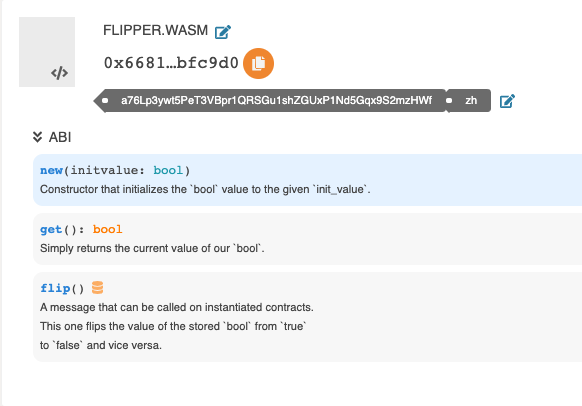 FLIPPER.WASM
0x6681…bfc9d0
a76Lp3ywt5PeT3VBpr1QRSGu1shZGUxP1Nd5Gqx9S2mzHWf zh
ABI
new(initvalue: bool)
Constructor that initializes the `bool` value to the given `init_value`.
get(): bool
Simply returns the current value of our `bool`.
flip()
A message that can be called on instantiated contracts.
This one flips the value of the stored `bool` from `true`
to `false` and vice versa.